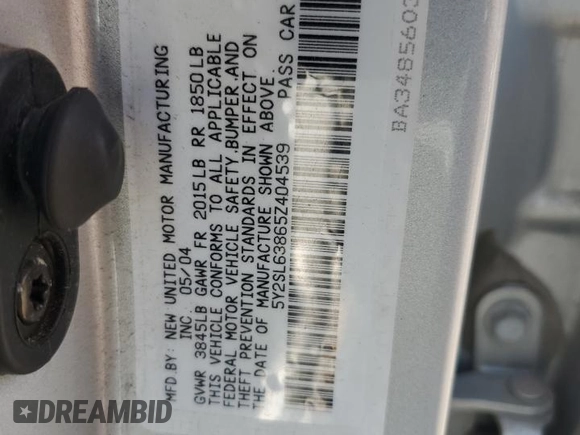 MFD.BY: NEW UNITED MOTOR MANUFACTURING
INC. 05/04
GVWR 3845LB GAWR FR 2015LB RR 1850LB
THIS VEHICLE CONFORMS TO ALL APPLICABLE
FEDERAL MOTOR VEHICLE SAFETY,BUMPER,AND
THEFT PREVENTION STANDARDS IN EFFECT ON
THE DATE OF MANUFACTURE SHOWN ABOVE.
5Y2SL63865Z404539 PASS CAR
DREAMBID